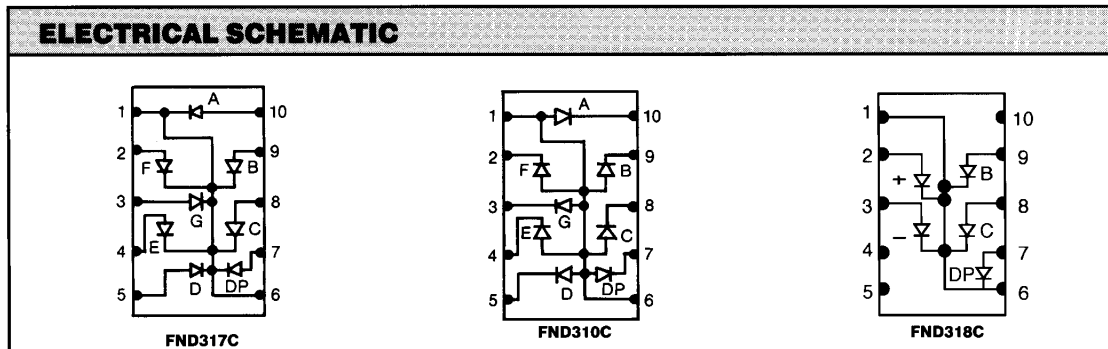 ELECTRICAL SCHEMATIC
1 A 10
2 F B 9
3 G 8
4 E C 7
5 D DP 6
FND317C
1 A 10
2 F B 9
3 G 8
4 E C 7
5 D DP 6
FND310C
1 10
2 + B 9
3 - C 8
4 DP 7
5 6
FND318C